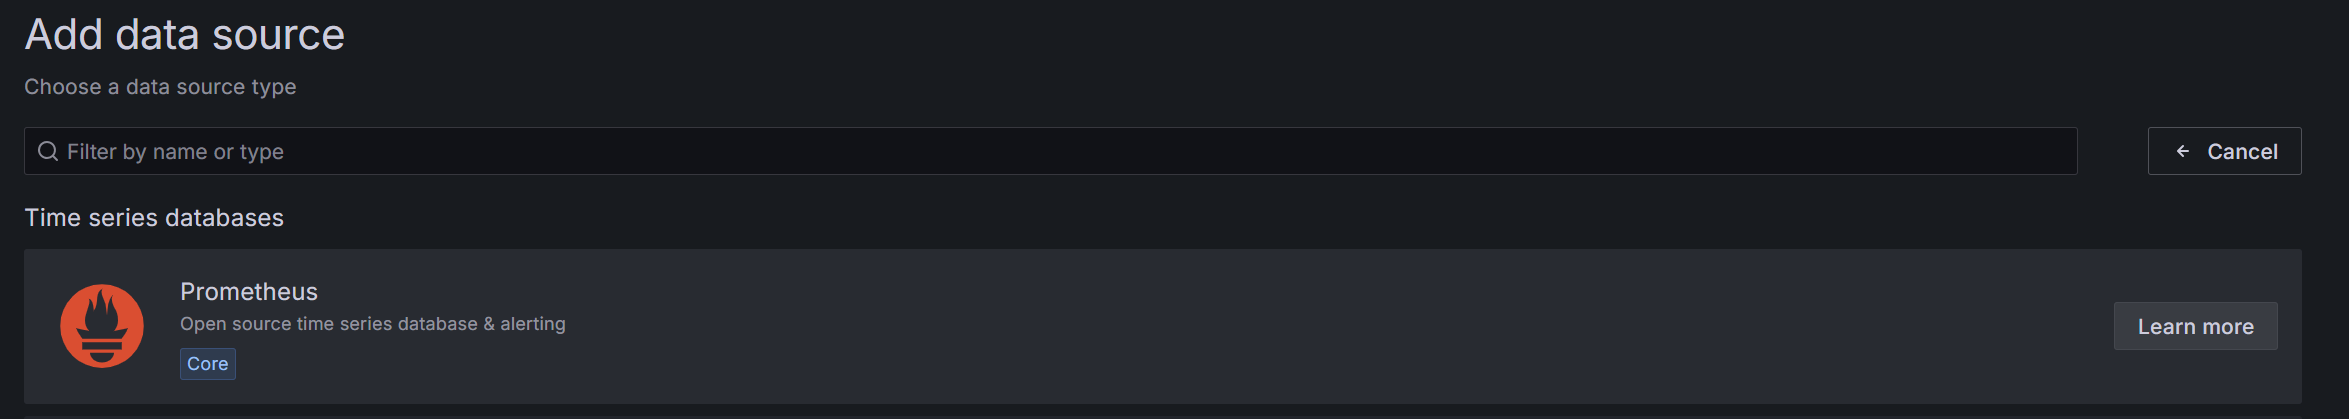 Add data source
Choose a data source type
Filter by name or type
Cancel
Time series databases
Prometheus
Open source time series database & alerting
Core
Learn more